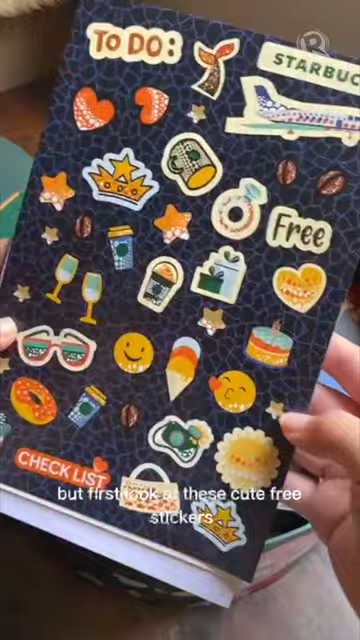 TO DO:
STARBUC
Free
CHECK LIST
but first look at these cute free
stickers